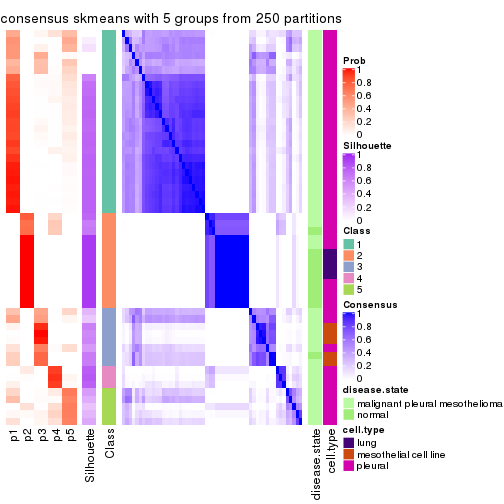 consensus skmeans with 5 groups from 250 partitions
Prob
1
0.8
0.6
0.4
0.2
0
Silhouette
1
0.8
0.6
0.4
0.2
0
Class
1
2
3
4
5
Consensus
1
0.8
0.6
0.4
0.2
0
disease.state
malignant pleural mesothelioma
normal
cell.type
lung
mesothelial cell line
pleural
p1
p2
p3
p4
p5
Silhouette
Class
disease.state
cell.type